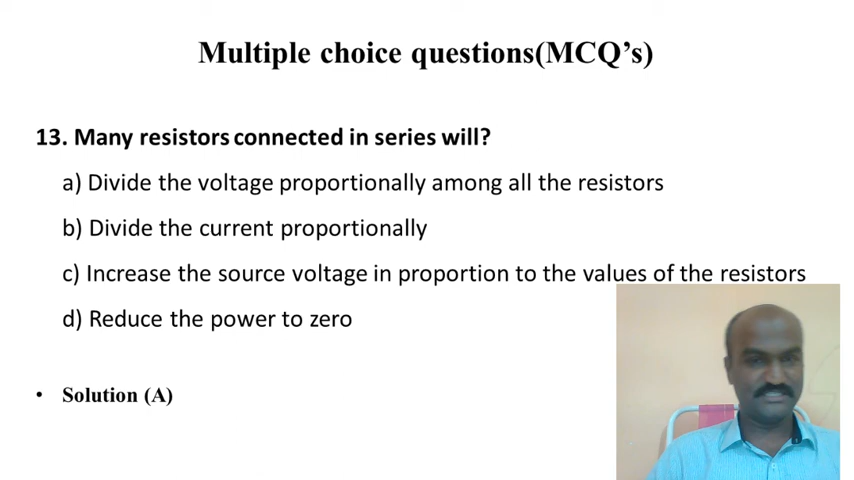 Multiple choice questions(MCQ’s)
13. Many resistors connected in series will?
a) Divide the voltage proportionally among all the resistors
b) Divide the current proportionally
c) Increase the source voltage in proportion to the values of the resistors
d) Reduce the power to zero
• Solution (A)